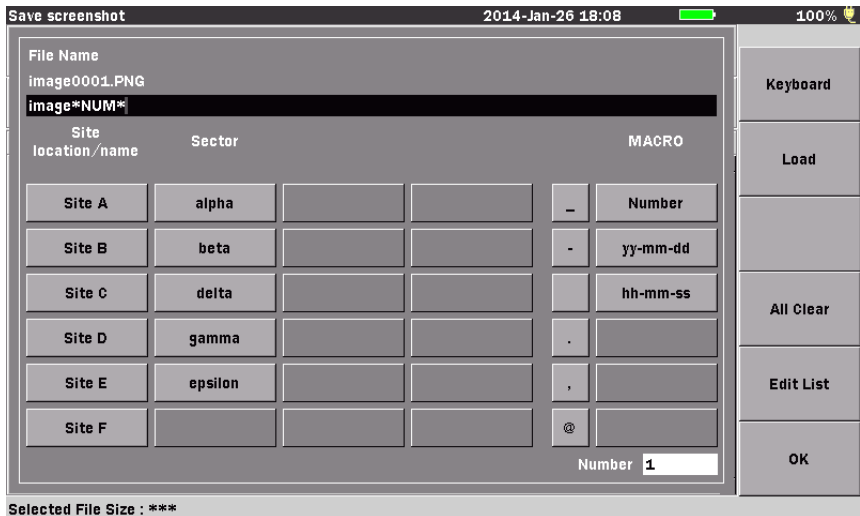 Save screenshot 2014-Jan-26 18:08 100%
File Name
image0001.PNG
image*NUM*
Site location/name Sector MACRO
Site A alpha _ Number
Site B beta - yy-mm-dd
Site C delta hh-mm-ss
Site D gamma .
Site E epsilon ,
Site F @
Number 1
Keyboard
Load
All Clear
Edit List
OK
Selected File Size : ***